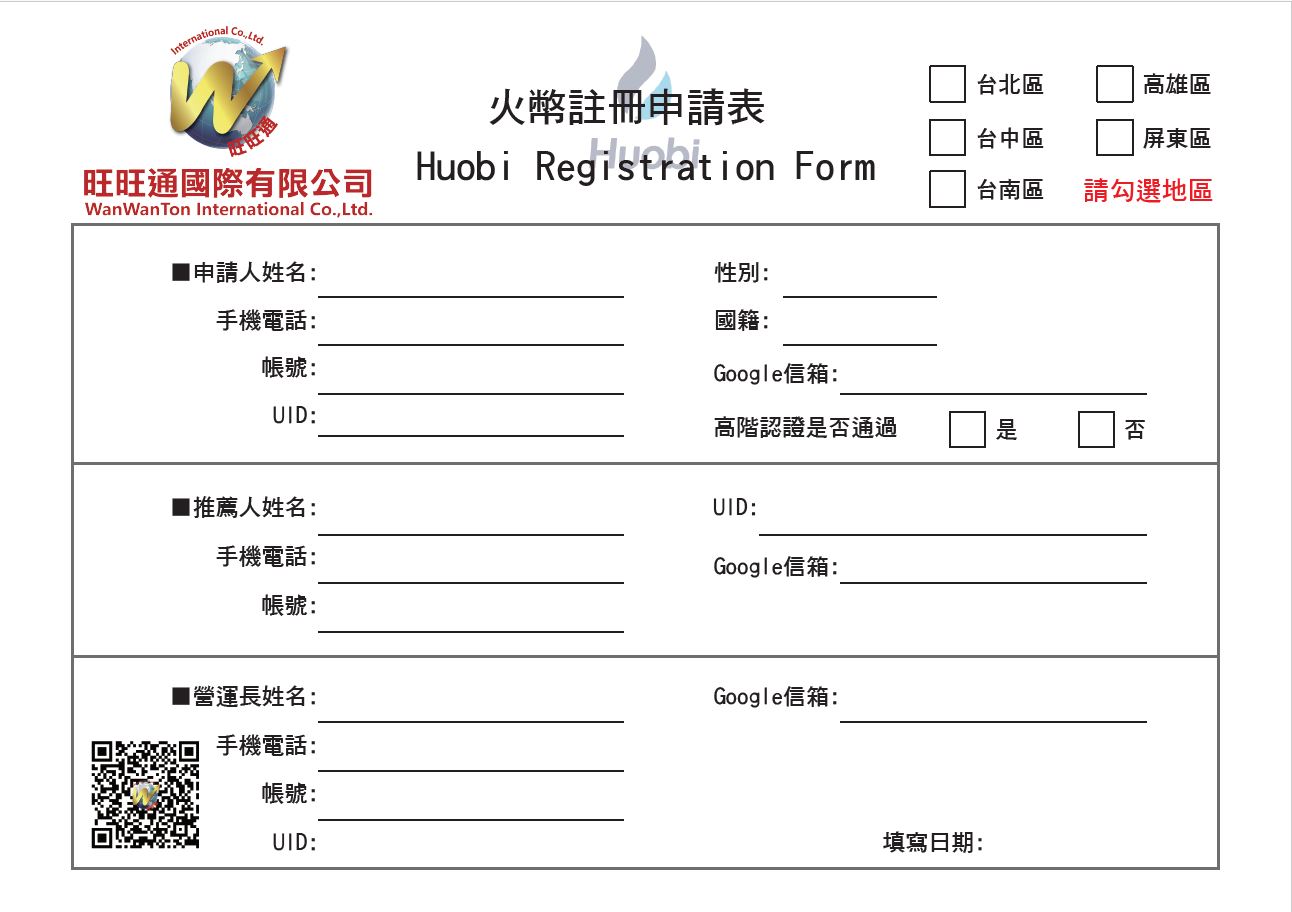 International Co.,Ltd.
W
旺旺通
旺旺通國際有限公司
WanWanTon International Co.,Ltd.
Huobi
火幣註冊申請表
Huobi Registration Form
台北區 高雄區
台中區 屏東區
台南區 請勾選地區
■申請人姓名: 性別:
手機電話: 國籍:
帳號: Google信箱:
UID: 高階認證是否通過 是 否
■推薦人姓名: UID:
手機電話: Google信箱:
帳號:
■營運長姓名: Google信箱:
手機電話:
帳號:
UID: 填寫日期: